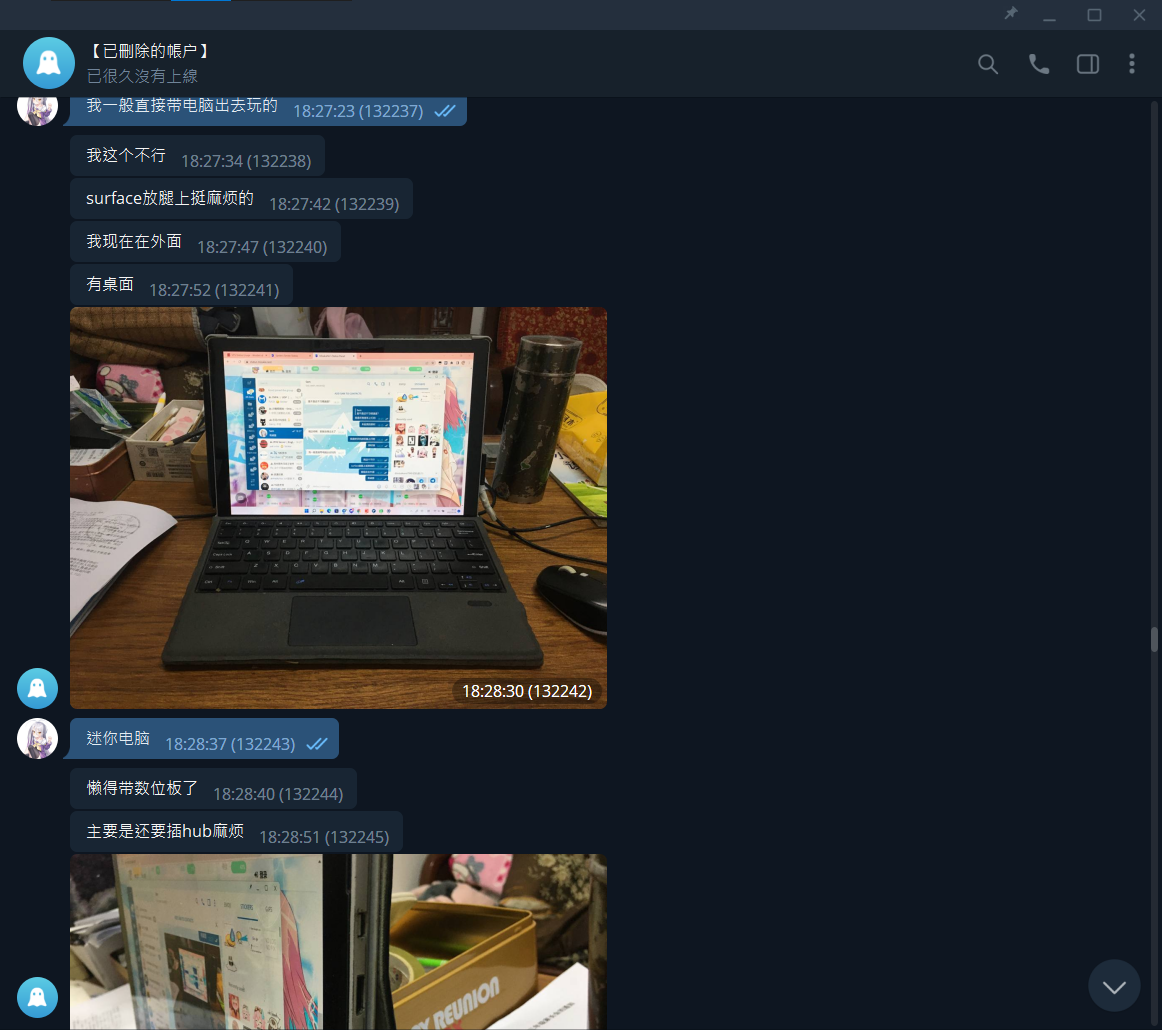 【已刪除的帳户】
已很久沒有上線
我一般直接带电脑出去玩的 18:27:23 (132237)
我这个不行 18:27:34 (132238)
surface放腿上挺麻烦的 18:27:42 (132239)
我现在在外面 18:27:47 (132240)
有桌面 18:27:52 (132241)
18:28:30 (132242)
迷你电脑 18:28:37 (132243)
懒得带数位板了 18:28:40 (132244)
主要是还要插hub麻烦 18:28:51 (132245)
REUNION